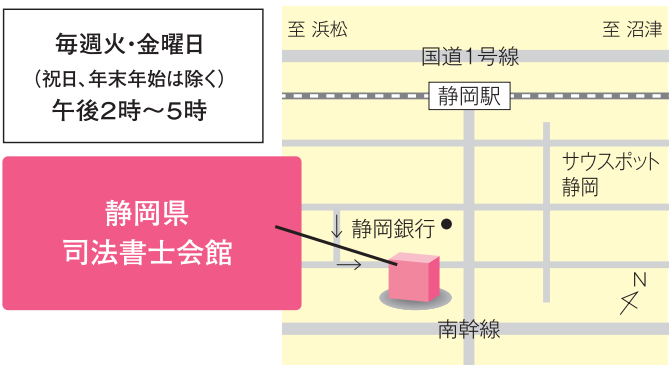 毎週火・金曜日
（祝日、年末年始は除く）
午後2時〜5時
静岡県
司法書士会館
至 浜松
至 沼津
国道1号線
静岡駅
サウスポット
静岡
静岡銀行
N
南幹線